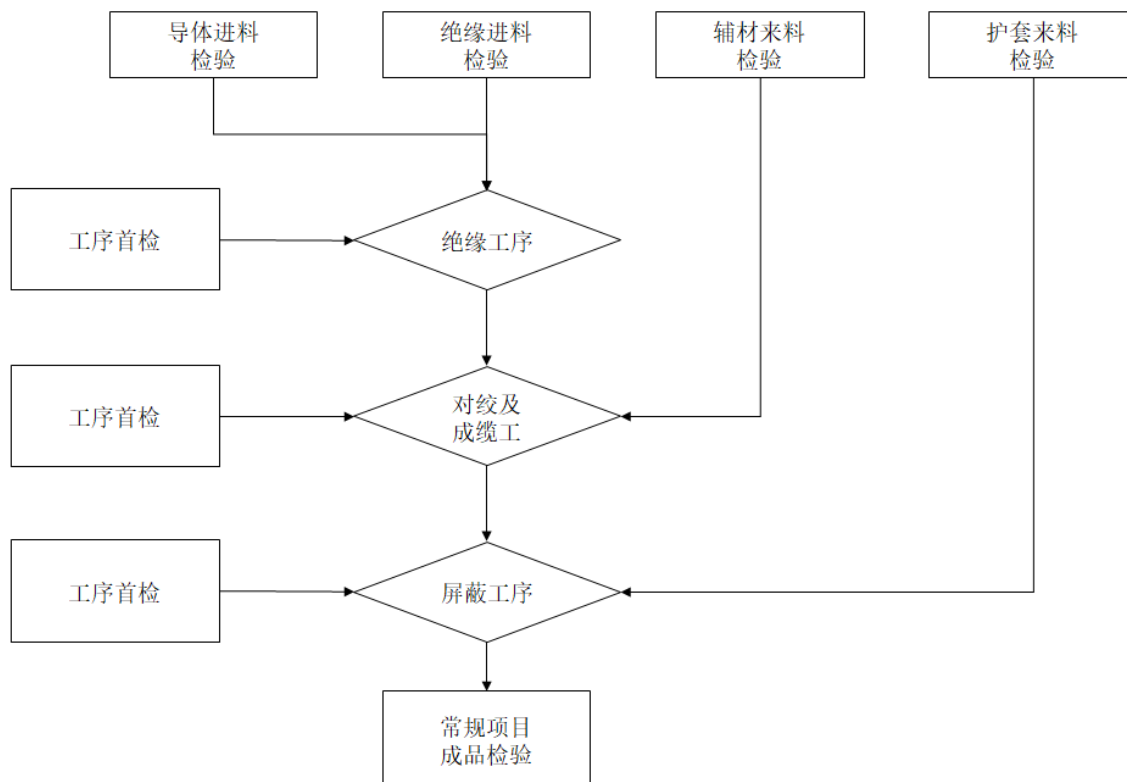 导体进料
检验
绝缘进料
检验
辅材来料
检验
护套来料
检验
工序首检
绝缘工序
工序首检
对绞及
成缆工
工序首检
屏蔽工序
常规项目
成品检验